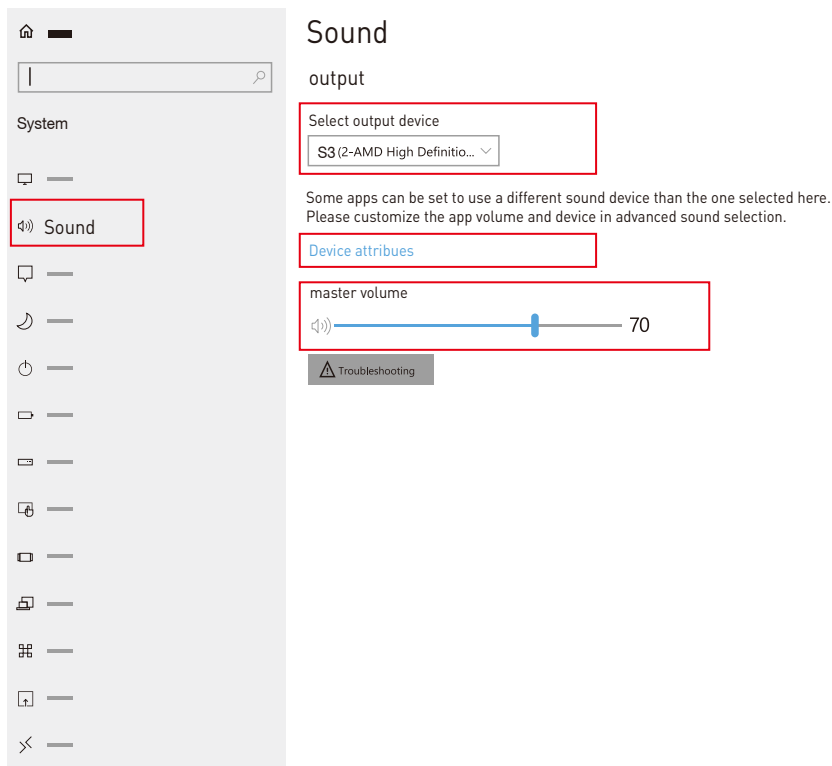 System
Sound
Sound
output
Select output device
S3 (2-AMD High Definitio...
Some apps can be set to use a different sound device than the one selected here.
Please customize the app volume and device in advanced sound selection.
Device attribues
master volume
70
Troubleshooting